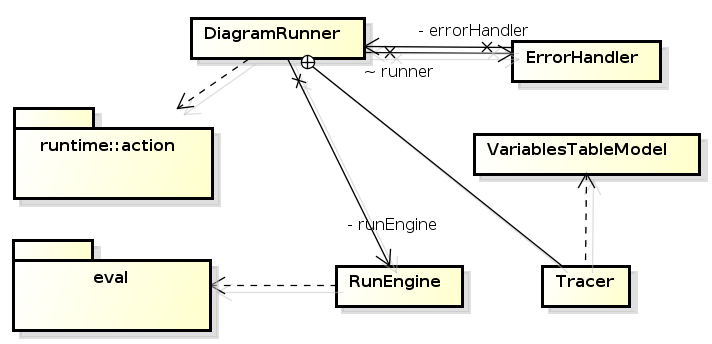 - errorHandler
DiagramRunner
ErrorHandler
~ runner
runtime::action
VariablesTableModel
- runEngine
eval
RunEngine
Tracer